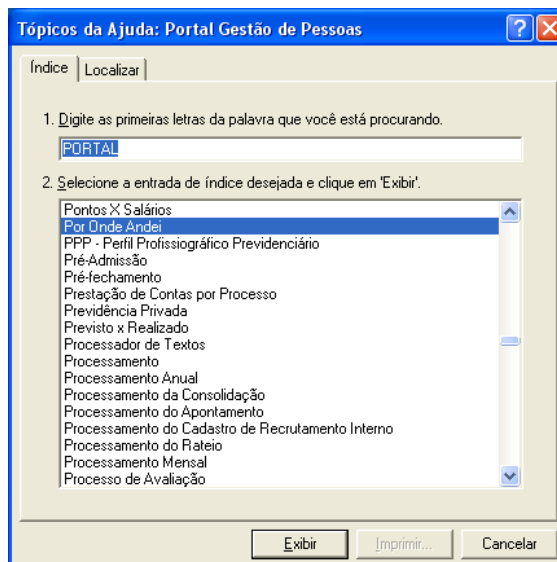 Tópicos da Ajuda: Portal Gestão de Pessoas
Índice Localizar
1. Digite as primeiras letras da palavra que você está procurando.
PORTAL
2. Selecione a entrada de índice desejada e clique em 'Exibir'.
Pontos X Salários
Por Onde Andei
PPP - Perfil Profissiográfico Previdenciário
Pré-Admissão
Pré-fechamento
Prestação de Contas por Processo
Previdência Privada
Previsto x Realizado
Processador de Textos
Processamento
Processamento Anual
Processamento da Consolidação
Processamento do Apontamento
Processamento do Cadastro de Recrutamento Interno
Processamento do Rateio
Processamento Mensal
Processo de Avaliação
Exibir Imprimir... Cancelar